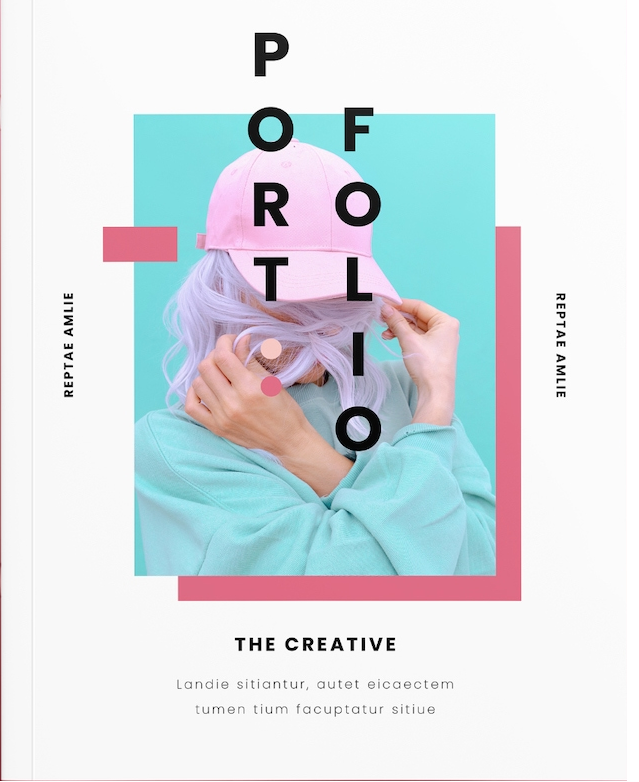 PORT
FOLIO
REPTAE AMLIE
REPTAE AMLIE
THE CREATIVE
Landie sitiantur, autet eicaectem
tumen tium facuptatur sitiue